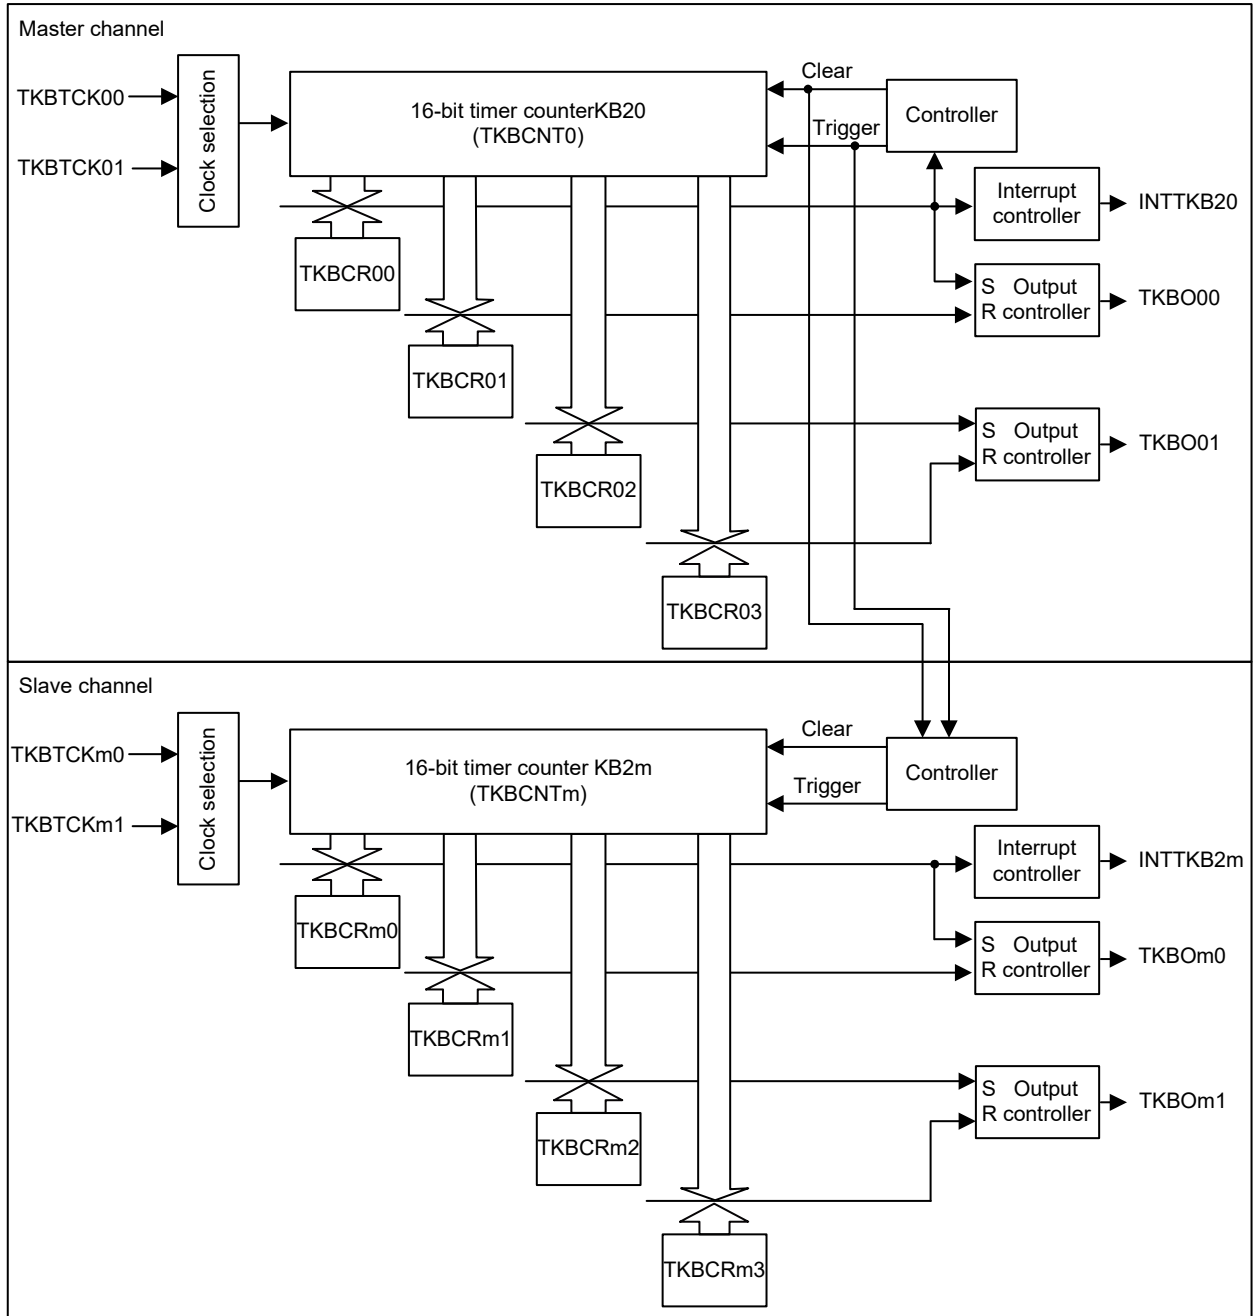 Master channel
TKBTCK00
TKBTCK01
Clock selection
16-bit timer counterKB20
(TKBCNT0)
Clear
Trigger
Controller
Interrupt
controller
INTTKB20
TKBCR00
S Output
R controller
TKBO00
TKBCR01
S Output
R controller
TKBO01
TKBCR02
TKBCR03
Slave channel
TKBTCKm0
TKBTCKm1
Clock selection
16-bit timer counter KB2m
(TKBCNTm)
Clear
Trigger
Controller
Interrupt
controller
INTTKB2m
TKBCRm0
S Output
R controller
TKBOm0
TKBCRm1
S Output
R controller
TKBOm1
TKBCRm2
TKBCRm3